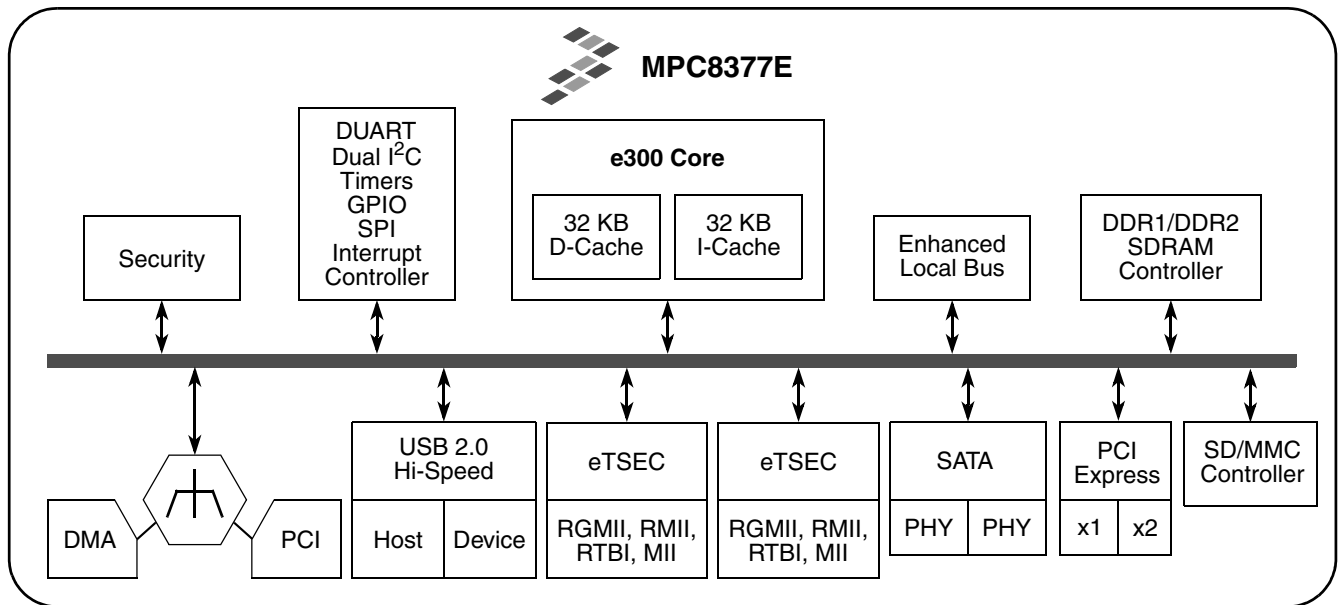 MPC8377E
DUART
Dual I²C
Timers
GPIO
SPI
Interrupt
Controller
e300 Core
32 KB
D-Cache
32 KB
I-Cache
Security
Enhanced
Local Bus
DDR1/DDR2
SDRAM
Controller
DMA
PCI
USB 2.0
Hi-Speed
Host
Device
eTSEC
RGMII, RMII,
RTBI, MII
eTSEC
RGMII, RMII,
RTBI, MII
SATA
PHY
PHY
PCI
Express
x1
x2
SD/MMC
Controller